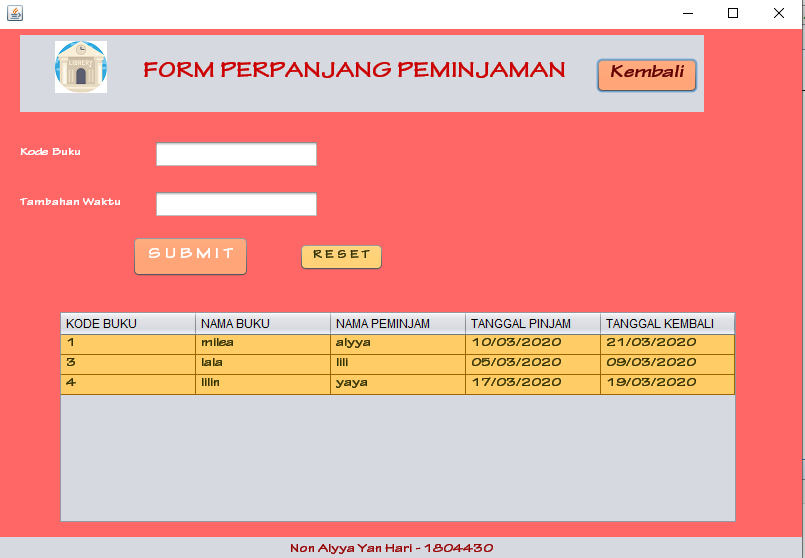 LIBRERY
FORM PERPANJANG PEMINJAMAN
Kembali
Kode Buku
Tambahan Waktu
SUBMIT
RESET
KODE BUKU NAMA BUKU NAMA PEMINJAM TANGGAL PINJAM TANGGAL KEMBALI
1 milea alyya 10/03/2020 21/03/2020
3 lala lili 05/03/2020 09/03/2020
4 lilin yaya 17/03/2020 19/03/2020
Non Alyya Yan Hari - 1804430